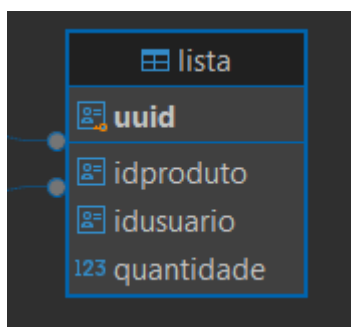 lista
uuid
idproduto
idusuario
123 quantidade